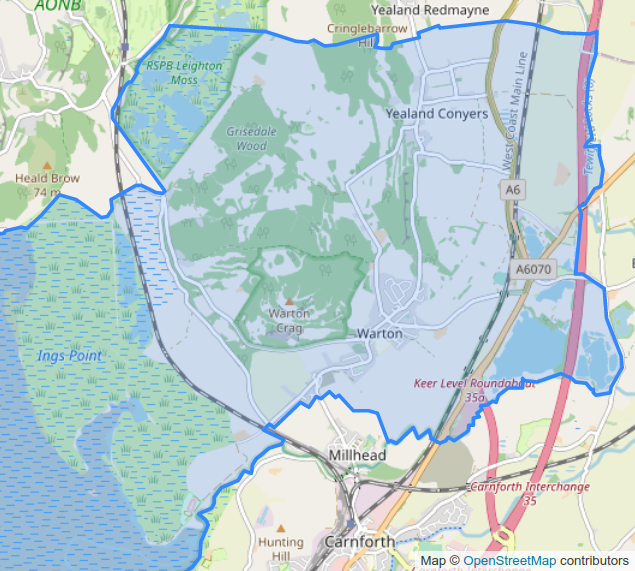 AONB
Yealand Redmayne
Cringlebarrow
Hill
RSPB Leighton
Moss
West Coast Main Line
Yealand Conyers
Grisedale
Wood
Heald Brow
74 m
A6
A6070
Warton
Crag
Warton
Ings Point
Keer Level Roundabout
35a
Millhead
Carnforth Interchange
35
Hunting
Hill
Carnforth
Carnforth Interchange
Map © OpenStreetMap contributors